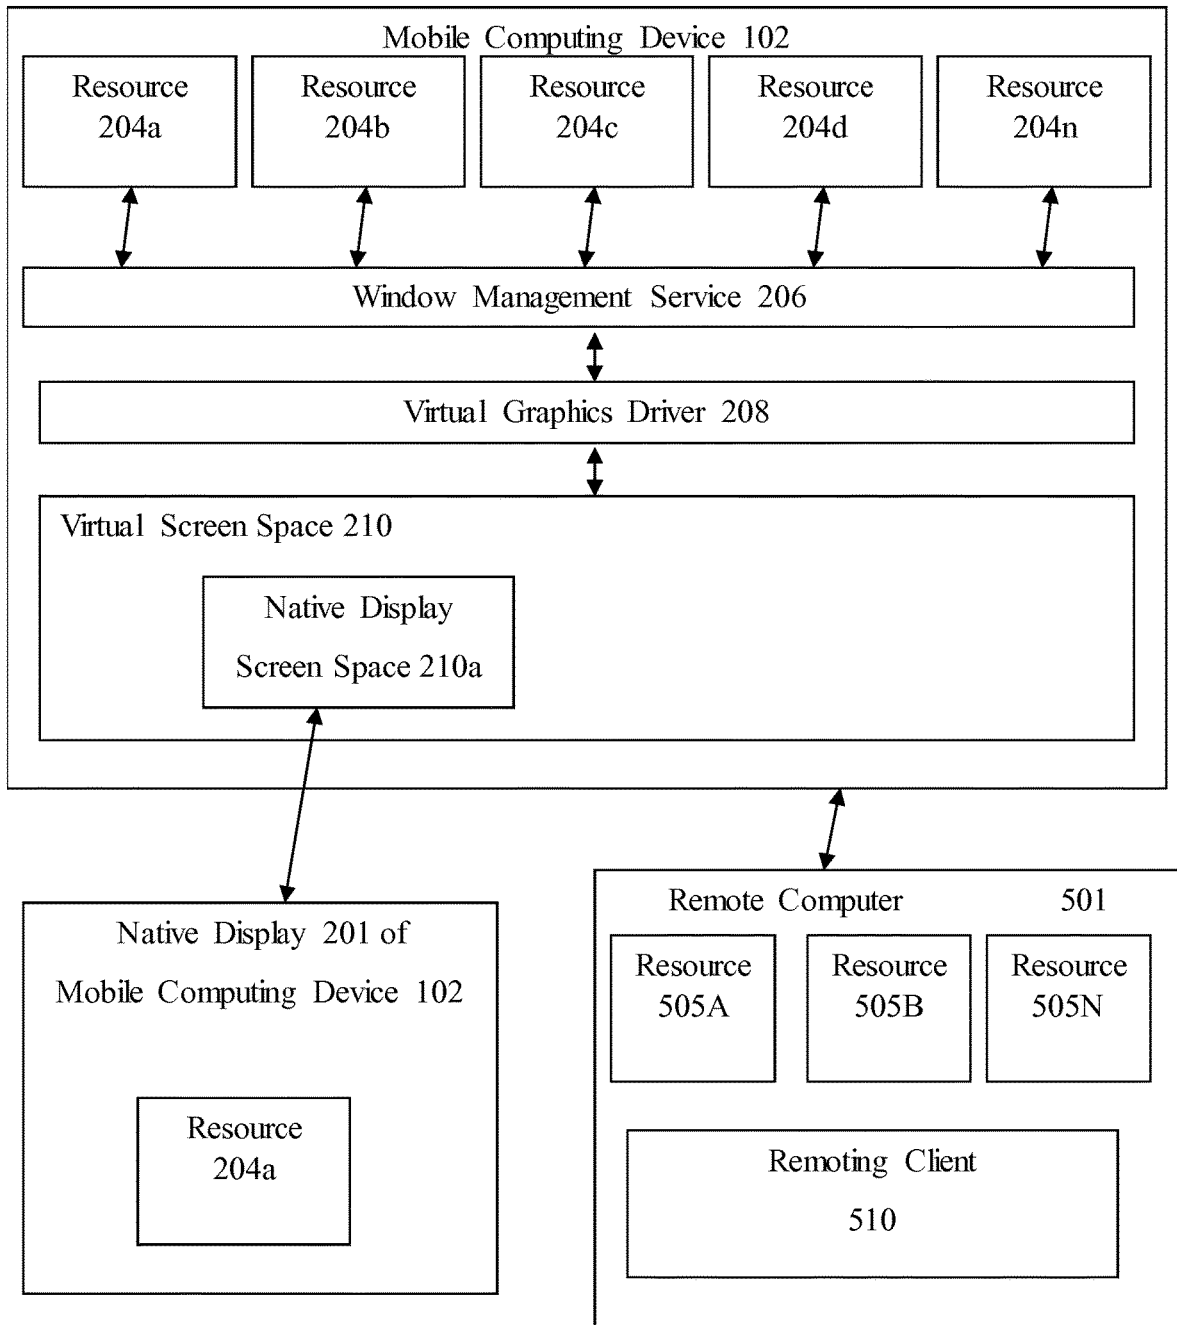 Mobile Computing Device 102
Resource
204a
Resource
204b
Resource
204c
Resource
204d
Resource
204n
Window Management Service 206
Virtual Graphics Driver 208
Virtual Screen Space 210
Native Display
Screen Space 210a
Native Display 201 of
Mobile Computing Device 102
Resource
204a
Remote Computer 501
Resource
505A
Resource
505B
Resource
505N
Remoting Client
510